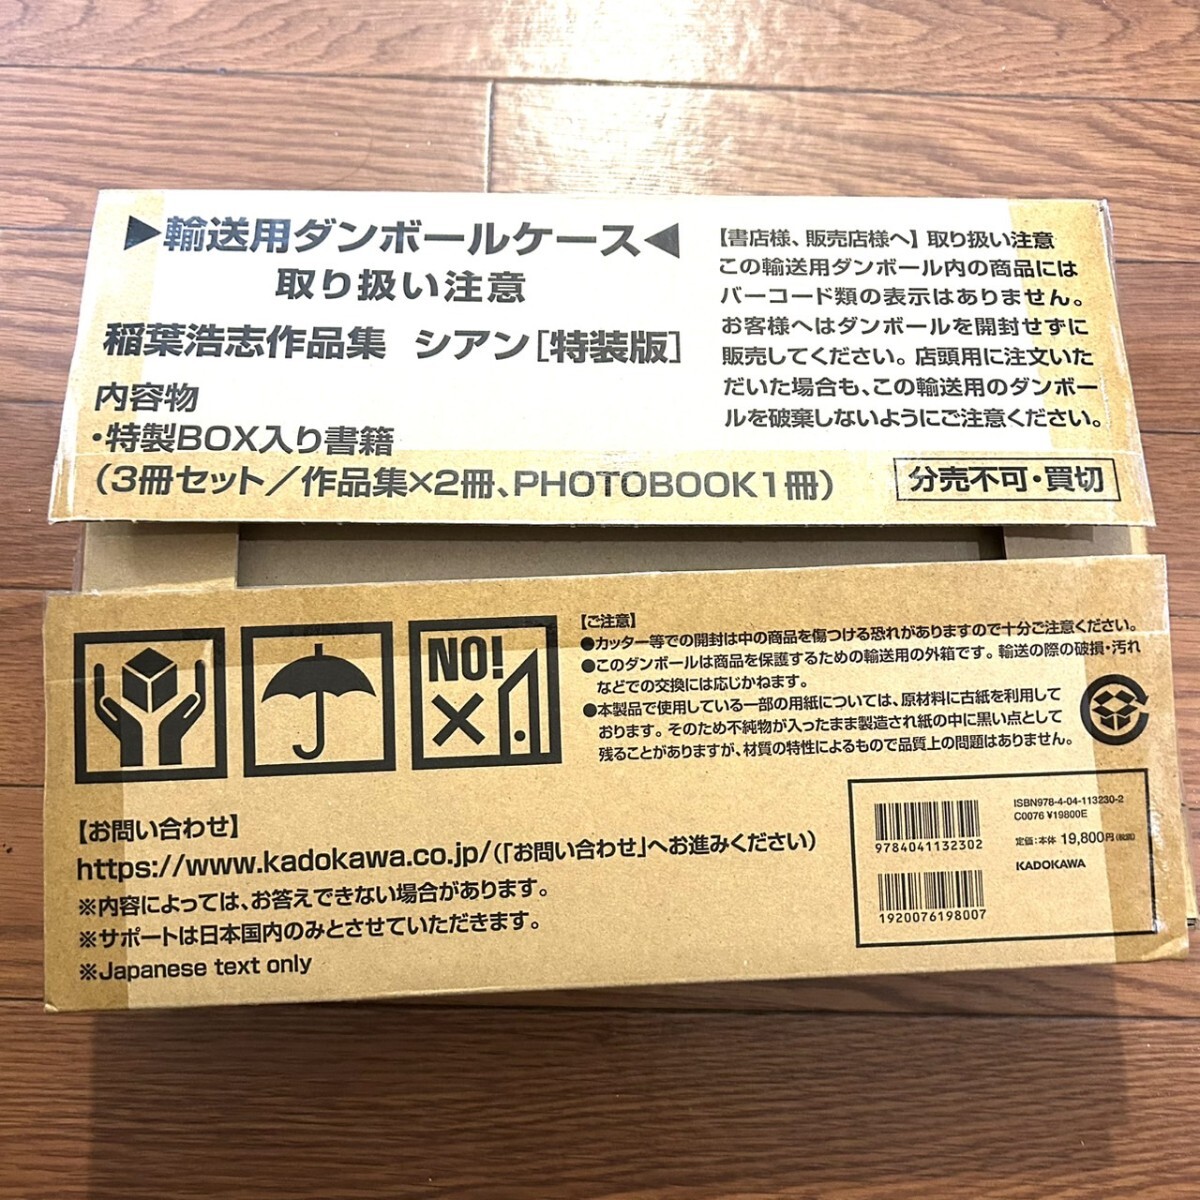 ▶輸送用ダンボールケース◀
取り扱い注意
稲葉浩志作品集 シアン[特装版]
内容物
・特製BOX入り書籍
(3冊セット/作品集×2冊、PHOTOBOOK1冊)
【書店様、販売店様へ】取り扱い注意
この輸送用ダンボール内の商品には
バーコード類の表示はありません。
お客様へはダンボールを開封せずに
販売してください。店頭用に注文いた
だいた場合も、この輸送用のダンボー
ルを破棄しないようにご注意ください。
分売不可・買切
NO!
【ご注意】
●カッター等での開封は中の商品を傷つける恐れがありますので十分ご注意ください。
●このダンボールは商品を保護するための輸送用の外箱です。輸送の際の破損・汚れ
などでの交換には応じかねます。
●本製品で使用している一部の用紙については、原材料に古紙を利用して
おります。そのため不純物が入ったまま製造され紙の中に黒い点として
残ることがありますが、材質の特性によるもので品質上の問題はありません。
【お問い合わせ】
https://www.kadokawa.co.jp/(「お問い合わせ」へお進みください)
※内容によっては、お答えできない場合があります。
※サポートは日本国内のみとさせていただきます。
※Japanese text only
9784041132302
1920076198007
ISBN978-4-04-113230-2
C0076 ¥19800E
定価:本体 19,800円(税別)
KADOKAWA